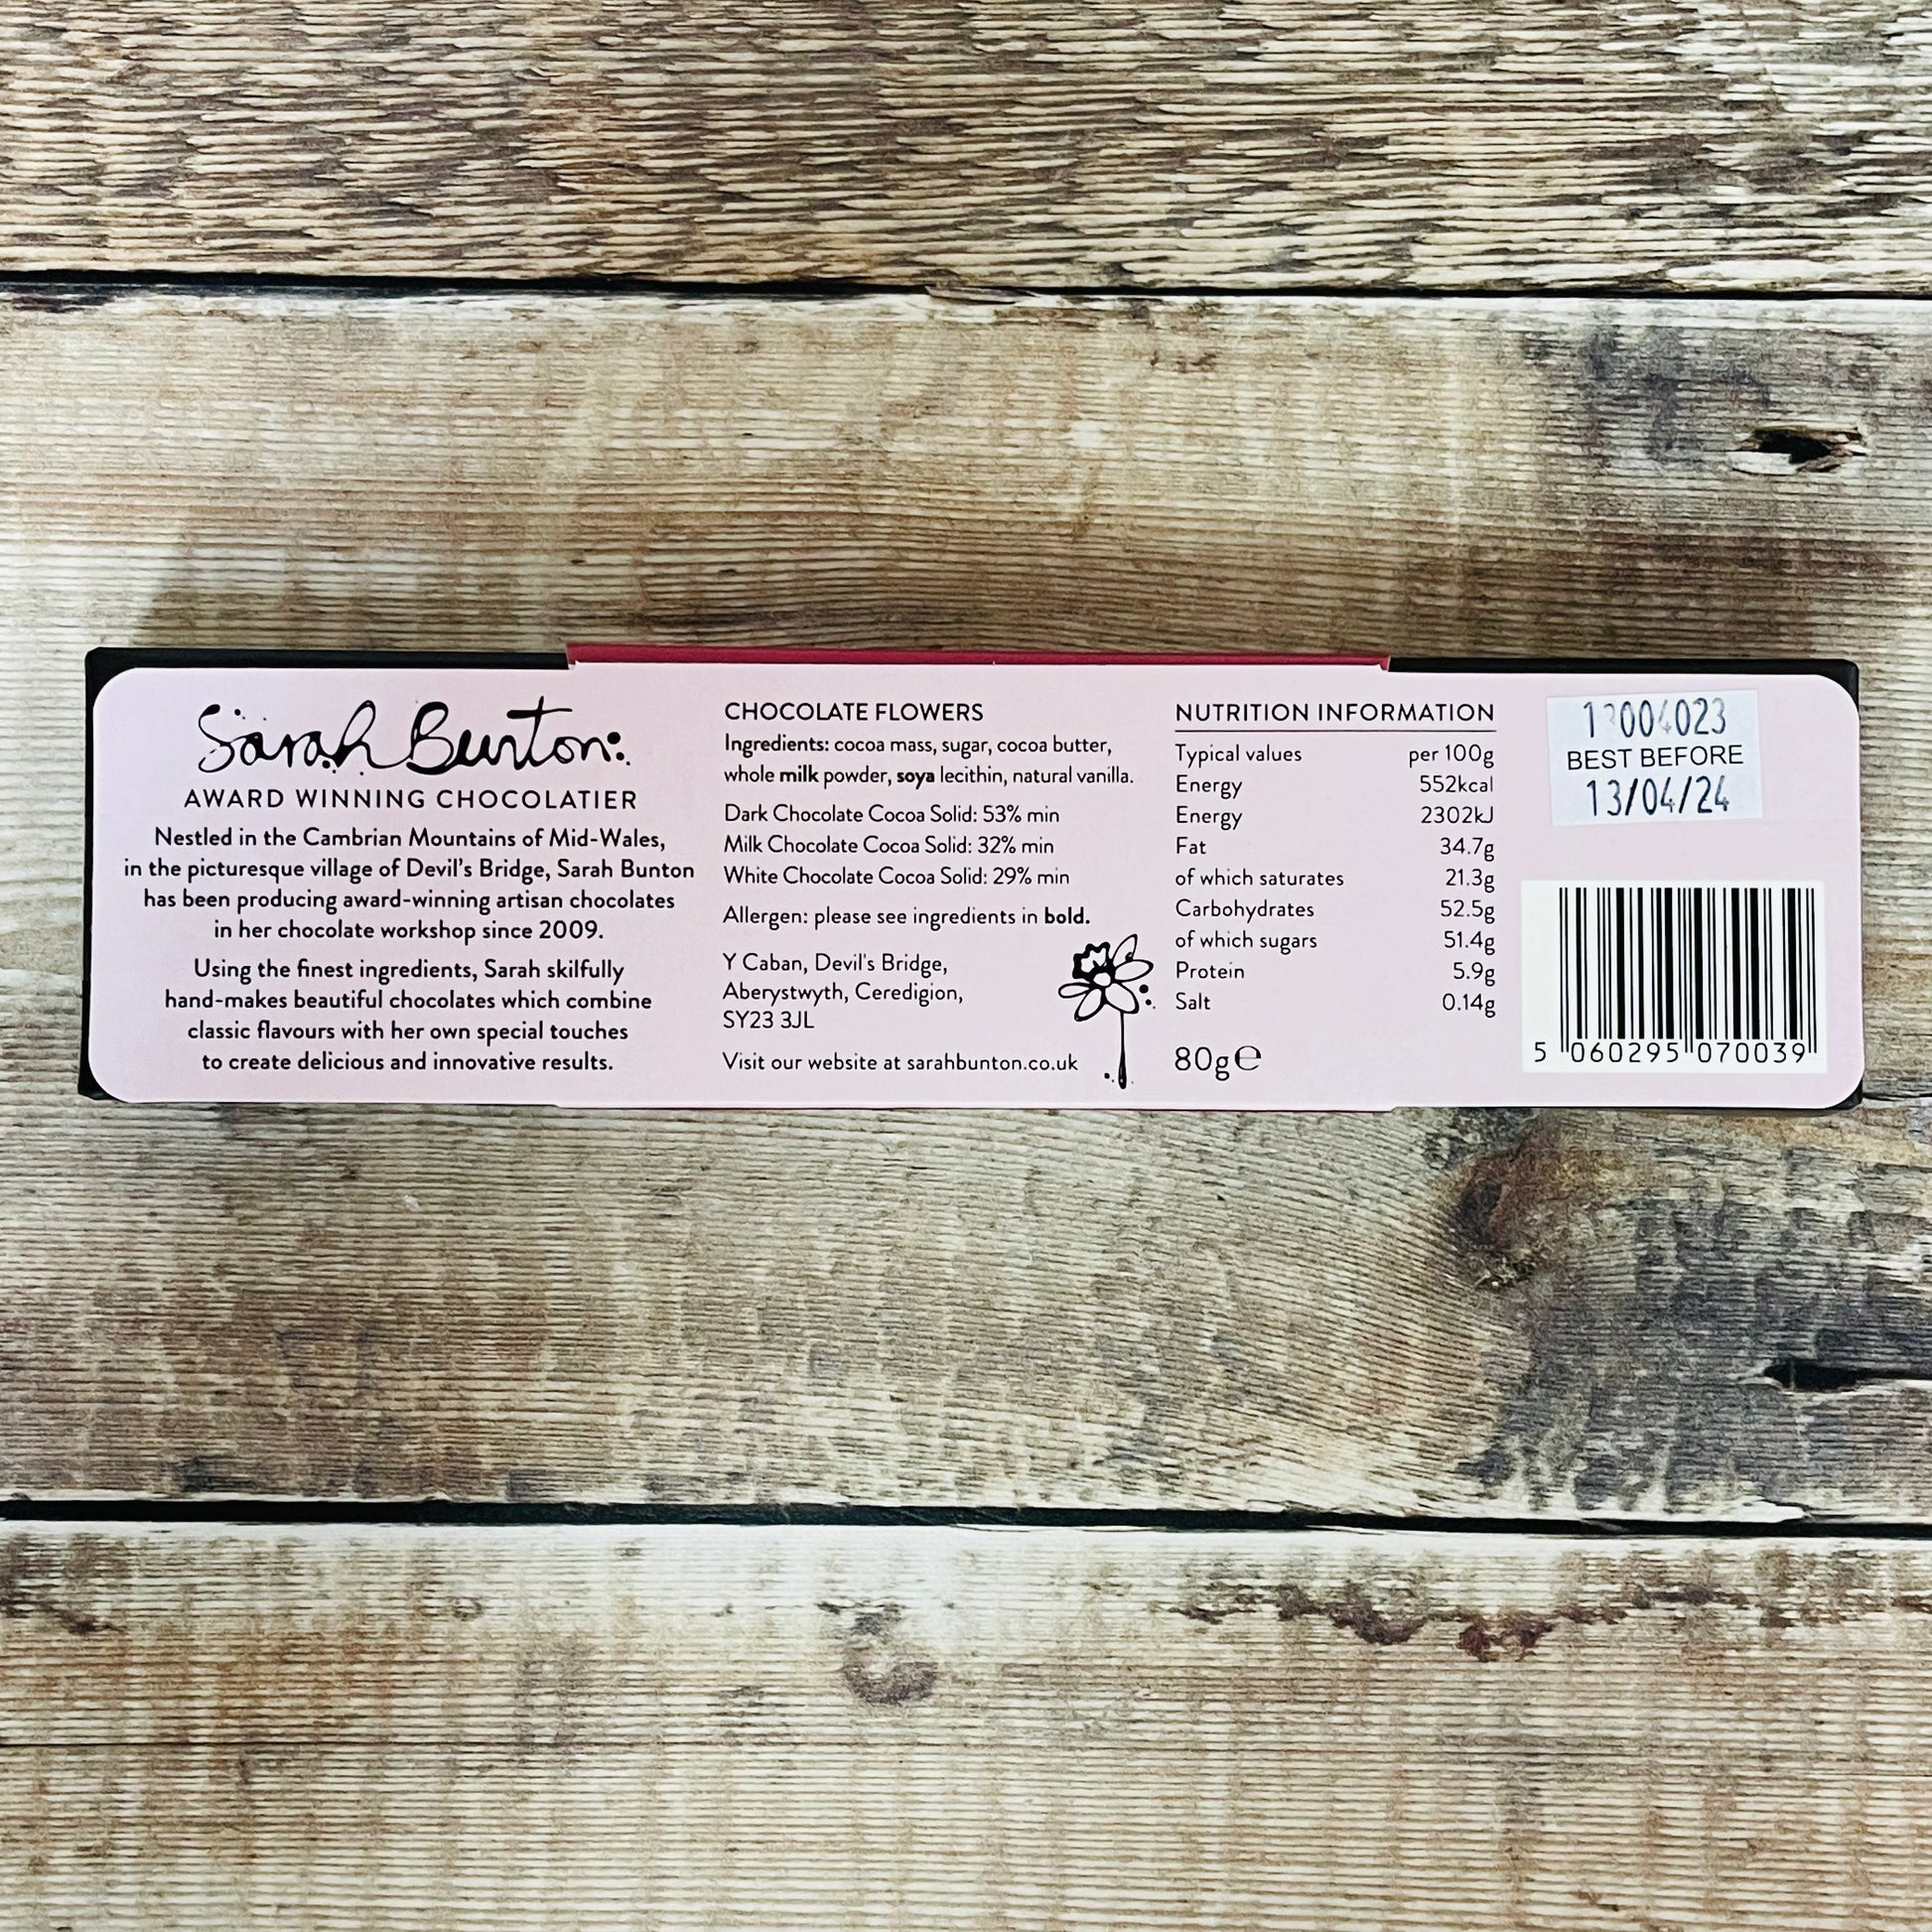 Sarah Bunton
AWARD WINNING CHOCOLATIER
Nestled in the Cambrian Mountains of Mid-Wales,
in the picturesque village of Devil's Bridge, Sarah Bunton
has been producing award-winning artisan chocolates
in her chocolate workshop since 2009.
Using the finest ingredients, Sarah skilfully
hand-makes beautiful chocolates which combine
classic flavours with her own special touches
to create delicious and innovative results.
CHOCOLATE FLOWERS
Ingredients: cocoa mass, sugar, cocoa butter,
whole milk powder, soya lecithin, natural vanilla.
Dark Chocolate Cocoa Solid: 53% min
Milk Chocolate Cocoa Solid: 32% min
White Chocolate Cocoa Solid: 29% min
Allergen: please see ingredients in bold.
Y Caban, Devil's Bridge,
Aberystwyth, Ceredigion,
SY23 3JL
Visit our website at sarahbunton.co.uk
NUTRITION INFORMATION
Typical values per 100g
Energy 552kcal
Energy 2302kJ
Fat 34.7g
of which saturates 21.3g
Carbohydrates 52.5g
of which sugars 51.4g
Protein 5.9g
Salt 0.14g
80g℮
BEST BEFORE
13/04/24
5 060295 070039